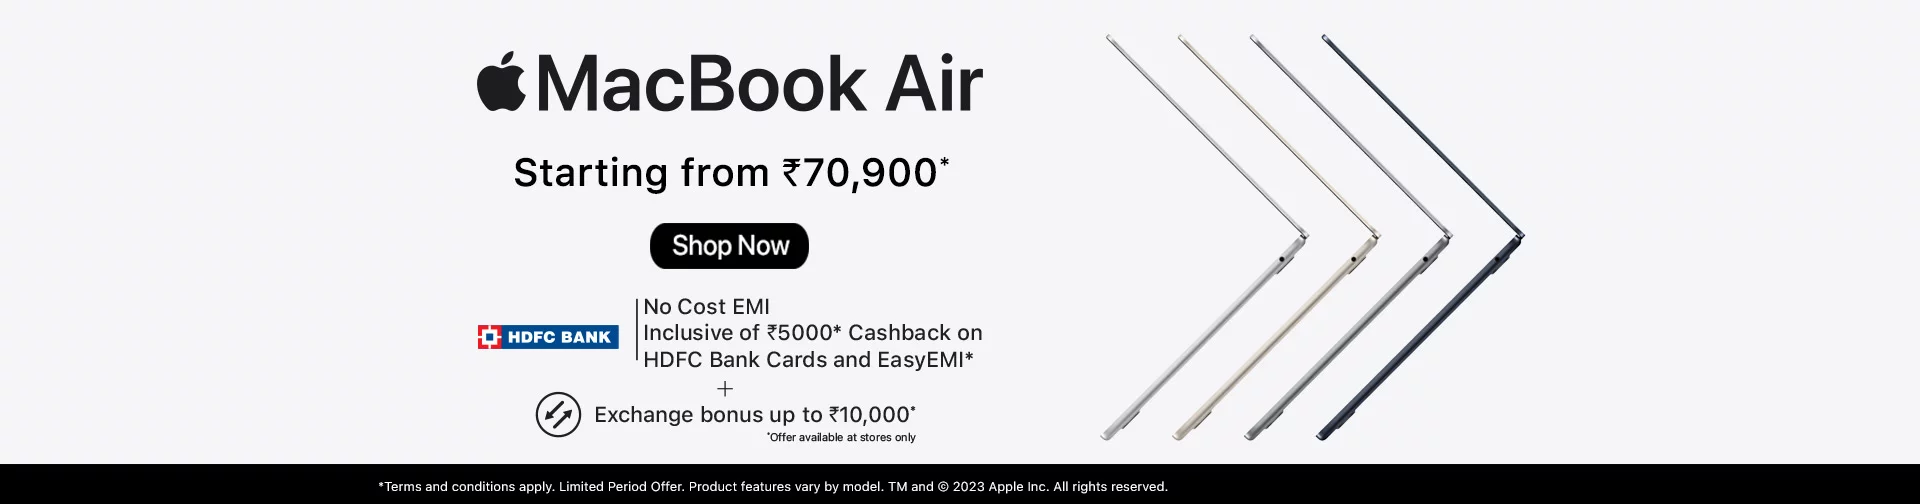 MacBook Air
Starting from ₹70,900*
Shop Now
HDFC BANK
No Cost EMI
Inclusive of ₹5000* Cashback on
HDFC Bank Cards and EasyEMI*
+
Exchange bonus up to ₹10,000*
*Offer available at stores only
*Terms and conditions apply. Limited Period Offer. Product features vary by model. TM and © 2023 Apple Inc. All rights reserved.